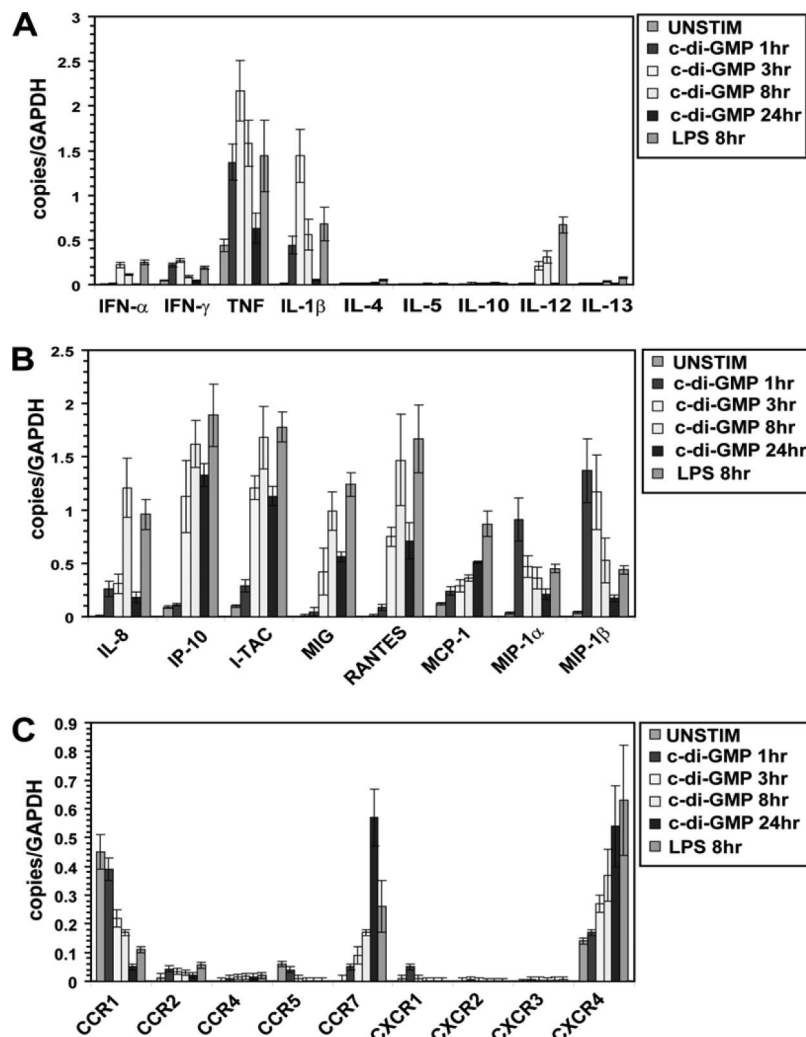 A
copies/GAPDH
3
2.5
2
1.5
1
0.5
0
IFN-α IFN-γ TNF IL-1β IL-4 IL-5 IL-10 IL-12 IL-13
UNSTIM
c-di-GMP 1hr
c-di-GMP 3hr
c-di-GMP 8hr
c-di-GMP 24hr
LPS 8hr
B
copies/GAPDH
2.5
2
1.5
1
0.5
0
IL-8 IP-10 I-TAC MIG RANTES MCP-1 MIP-1α MIP-1β
UNSTIM
c-di-GMP 1hr
c-di-GMP 3hr
c-di-GMP 8hr
c-di-GMP 24hr
LPS 8hr
C
copies/GAPDH
0.9
0.8
0.7
0.6
0.5
0.4
0.3
0.2
0.1
0
CCR1 CCR2 CCR4 CCR5 CCR7 CXCR1 CXCR2 CXCR3 CXCR4
UNSTIM
c-di-GMP 1hr
c-di-GMP 3hr
c-di-GMP 8hr
c-di-GMP 24hr
LPS 8hr